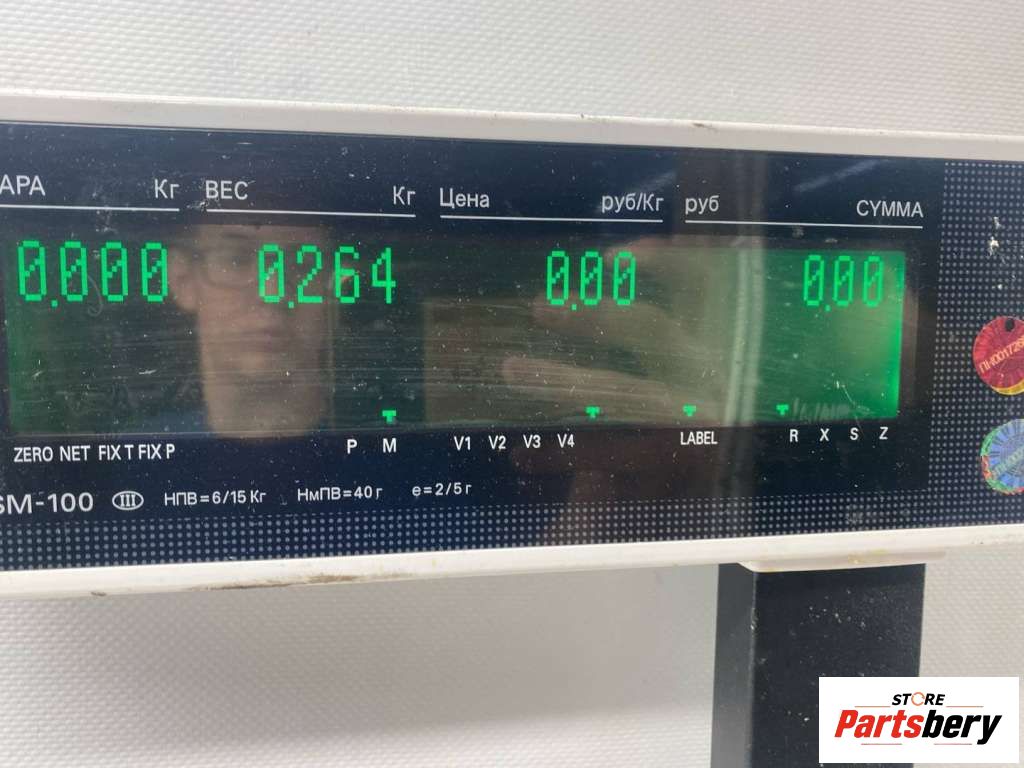 АРА Кг ВЕС Кг Цена руб/Кг руб СУММА
0.000 0.264 0.00 0.00
ZERO NET FIX T FIX P P M V1 V2 V3 V4 LABEL R X S Z
SM-100 III НПВ=6/15 Кг НмПВ=40 г e=2/5 г
STORE
Partsbery